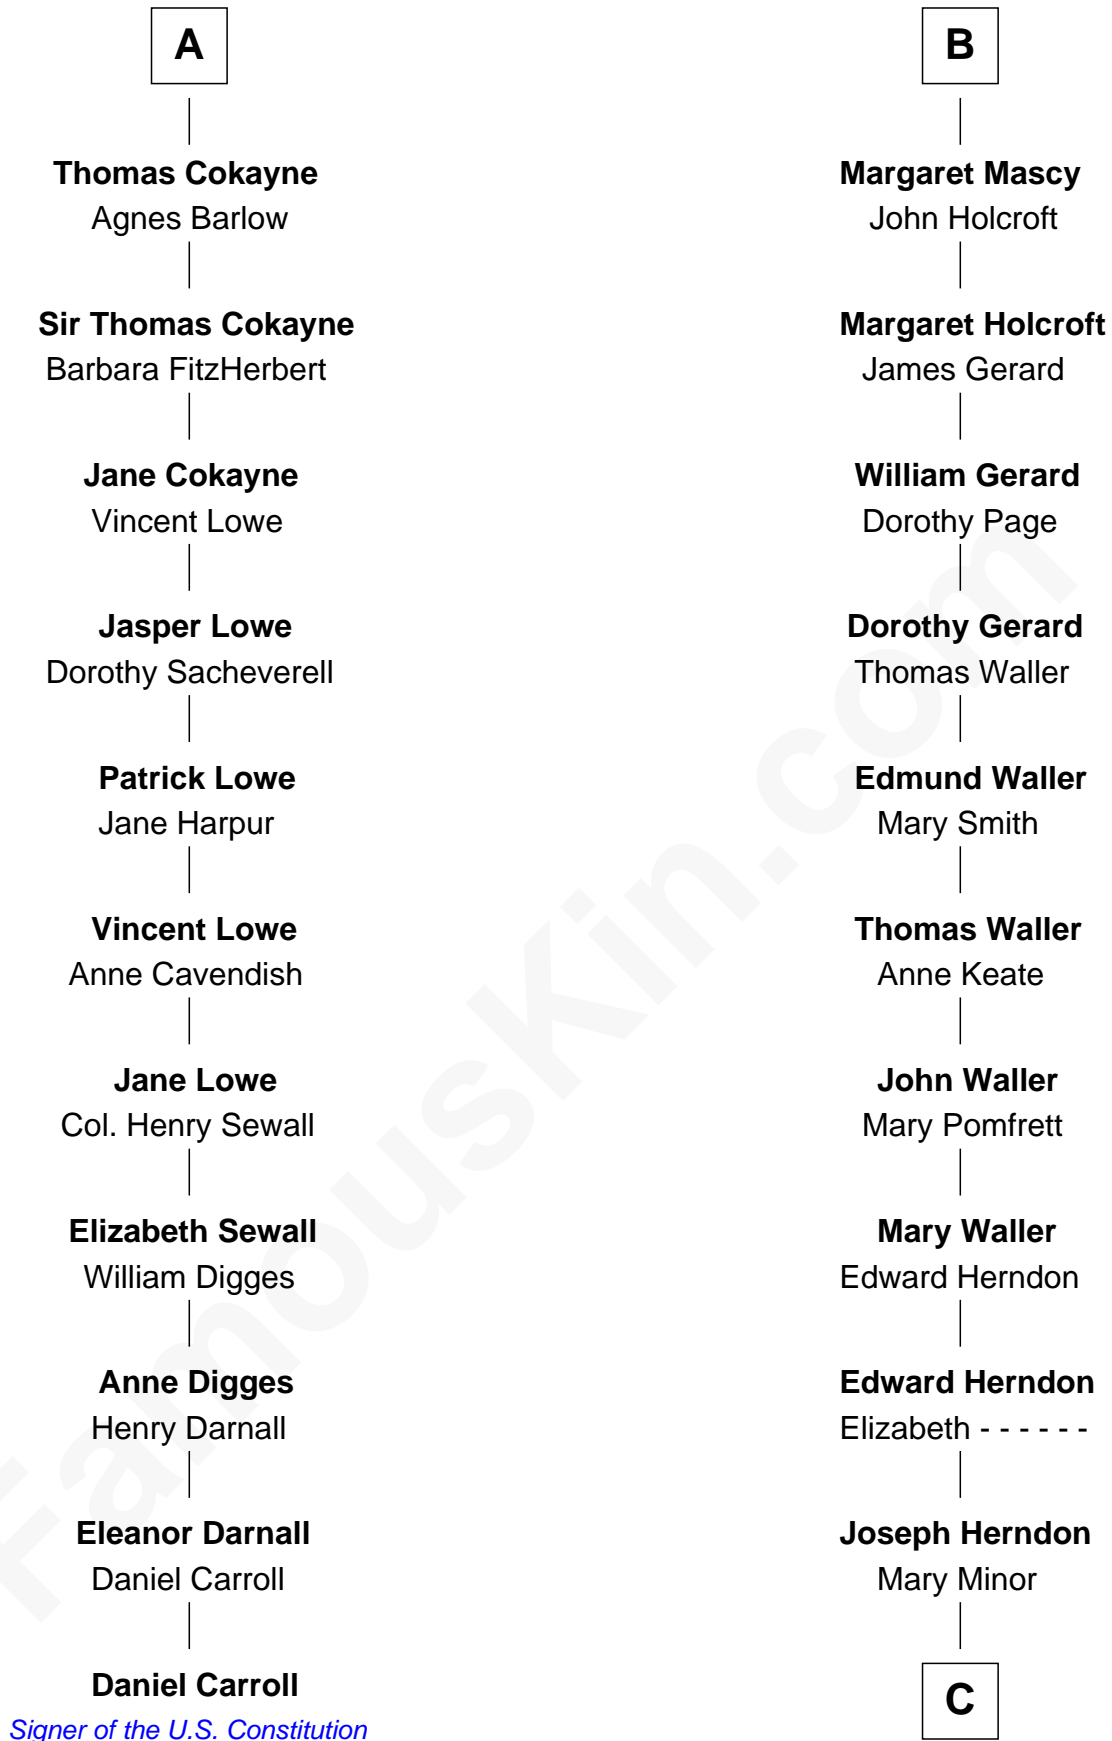 A
Thomas Cokayne
Agnes Barlow
Sir Thomas Cokayne
Barbara FitzHerbert
Jane Cokayne
Vincent Lowe
Jasper Lowe
Dorothy Sacheverell
Patrick Lowe
Jane Harpur
Vincent Lowe
Anne Cavendish
Jane Lowe
Col. Henry Sewall
Elizabeth Sewall
William Digges
Anne Digges
Henry Darnall
Eleanor Darnall
Daniel Carroll
Daniel Carroll
Signer of the U.S. Constitution
B
Margaret Mascy
John Holcroft
Margaret Holcroft
James Gerard
William Gerard
Dorothy Page
Dorothy Gerard
Thomas Waller
Edmund Waller
Mary Smith
Thomas Waller
Anne Keate
John Waller
Mary Pomfrett
Mary Waller
Edward Herndon
Edward Herndon
Elizabeth - - - - - -
Joseph Herndon
Mary Minor
C
FamousKin.com